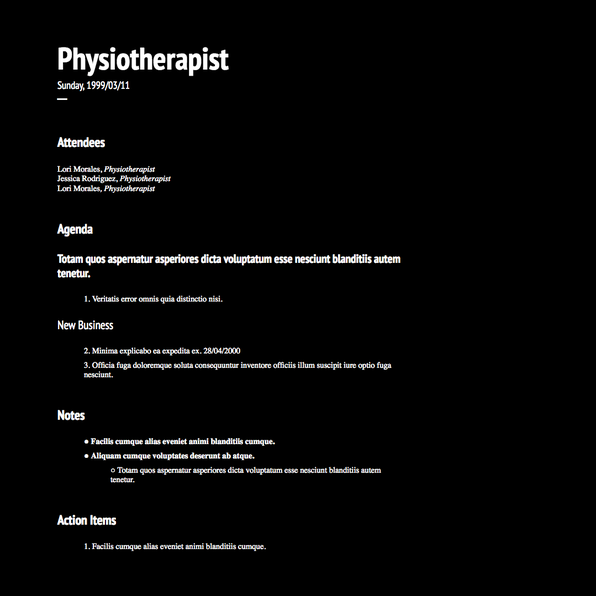 Physiotherapist
Sunday, 1999/03/11
Attendees
Lori Morales, Physiotherapist
Jessica Rodriguez, Physiotherapist
Lori Morales, Physiotherapist
Agenda
Totam quos aspernatur asperiores dicta voluptatum esse nesciunt blanditiis autem
tenetur.
1. Veritatis error omnis quia distinctio nisi.
New Business
2. Minima explicabo ea expedita ex. 28/04/2000
3. Officia fuga doloremque soluta consequuntur inventore officiis illum suscipit iure optio fuga
nesciunt.
Notes
● Facilis cumque alias eveniet animi blanditiis cumque.
● Aliquam cumque voluptates deserunt ab atque.
○ Totam quos aspernatur asperiores dicta voluptatum esse nesciunt blanditiis autem
tenetur.
Action Items
1. Facilis cumque alias eveniet animi blanditiis cumque.